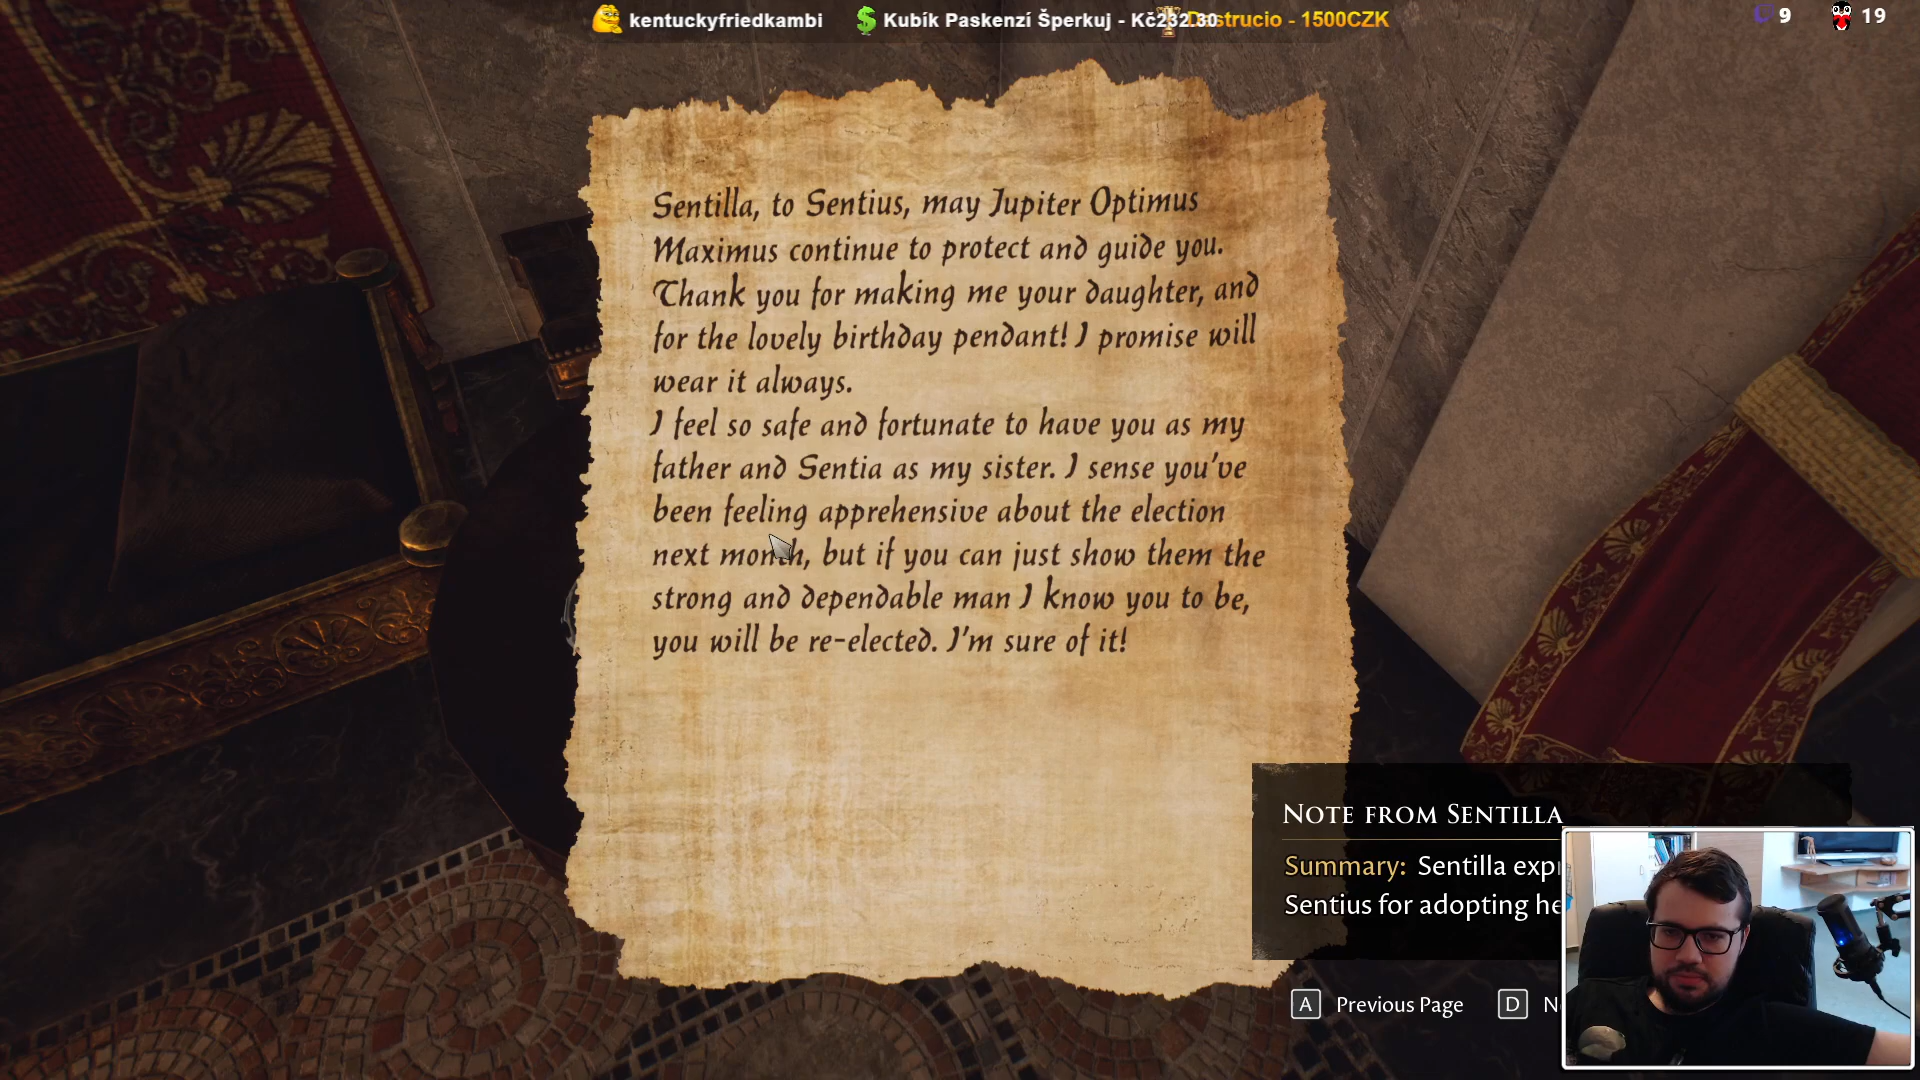 kentuckyfriedkambi
Kubík Paskenzí Šperkuj - Kč232.30
Destrucio - 1500CZK
9
19
Sentilla, to Sentius, may Jupiter Optimus
Maximus continue to protect and guide you.
Thank you for making me your daughter, and
for the lovely birthday pendant! I promise will
wear it always.
I feel so safe and fortunate to have you as my
father and Sentia as my sister. I sense you've
been feeling apprehensive about the election
next month, but if you can just show them the
strong and dependable man I know you to be,
you will be re-elected. I'm sure of it!
Note from Sentilla
Summary: Sentilla
Sentius for adopting
A Previous Page D